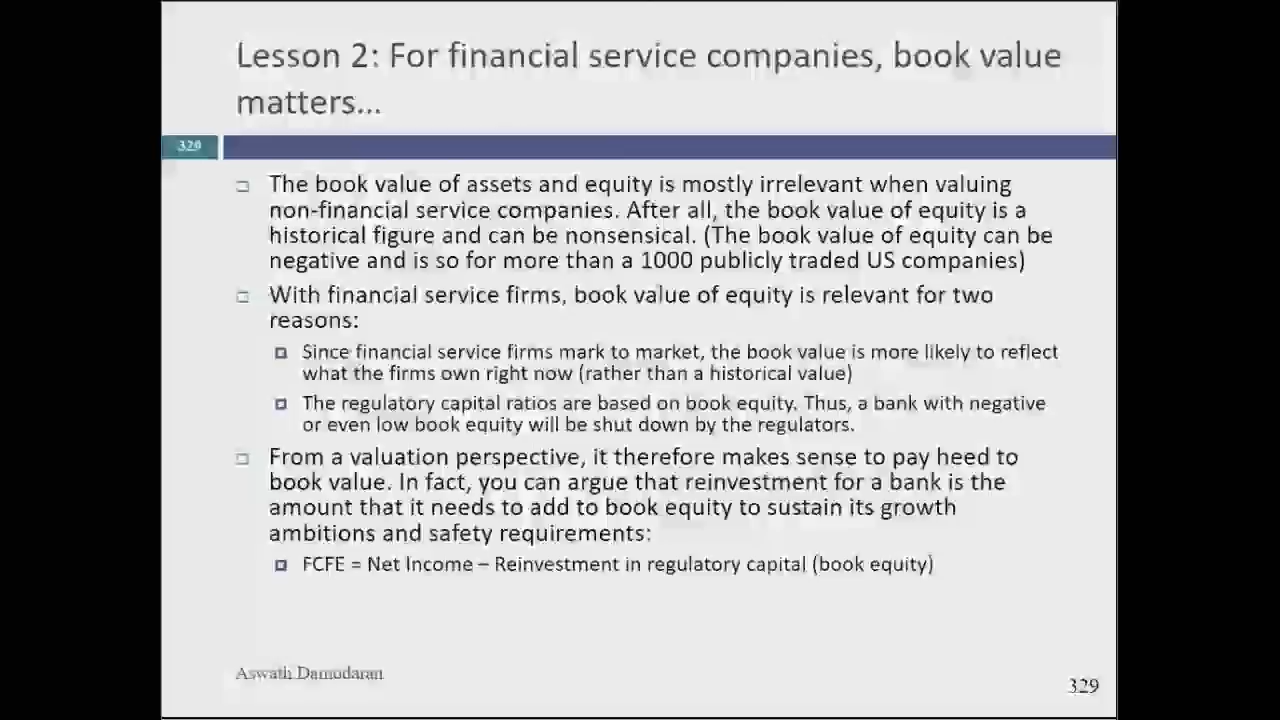 Lesson 2: For financial service companies, book value
matters...
329
The book value of assets and equity is mostly irrelevant when valuing
non-financial service companies. After all, the book value of equity is a
historical figure and can be nonsensical. (The book value of equity can be
negative and is so for more than a 1000 publicly traded US companies)
With financial service firms, book value of equity is relevant for two
reasons:
Since financial service firms mark to market, the book value is more likely to reflect
what the firms own right now (rather than a historical value)
The regulatory capital ratios are based on book equity. Thus, a bank with negative
or even low book equity will be shut down by the regulators.
From a valuation perspective, it therefore makes sense to pay heed to
book value. In fact, you can argue that reinvestment for a bank is the
amount that it needs to add to book equity to sustain its growth
ambitions and safety requirements:
FCFE = Net Income – Reinvestment in regulatory capital (book equity)
Aswath Damodaran
329